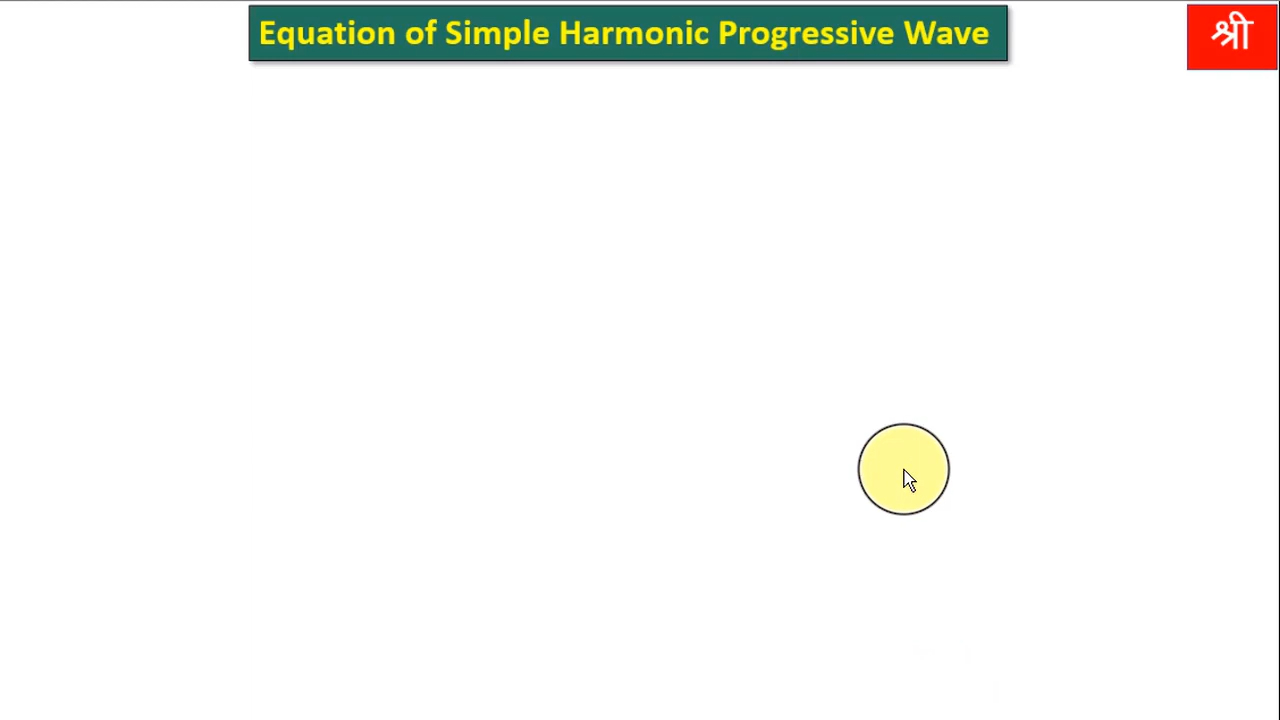 Equation of Simple Harmonic Progressive Wave
श्री